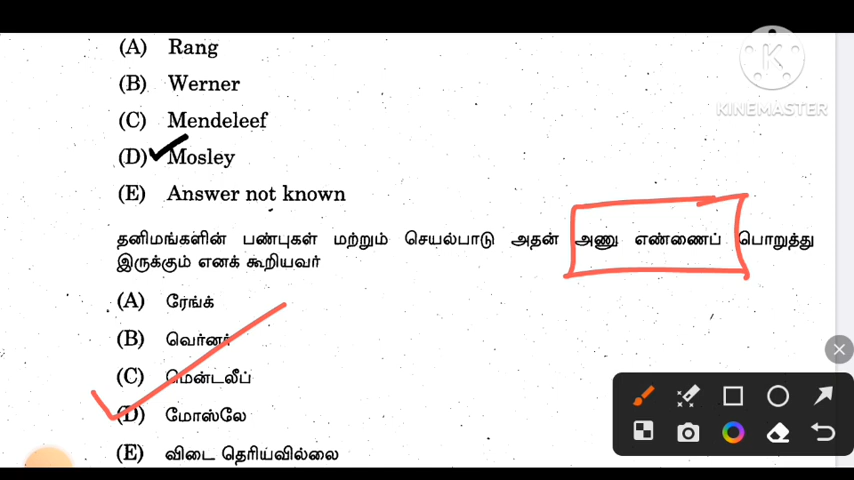 (A) Rang
KINEMASTER
(B) Werner
(C) Mendeleef
(D) Mosley
(E) Answer not known
தனிமங்களின் பண்புகள் மற்றும் செயல்பாடு அதன் அணு எண்ணைப் பொறுத்து
இருக்கும் எனக் கூறியவர்
(A) ரேங்க்
(B) வெர்னர்
(C) மென்டலீப்
(D) மோஸ்லே
(E) விடை தெரியவில்லை